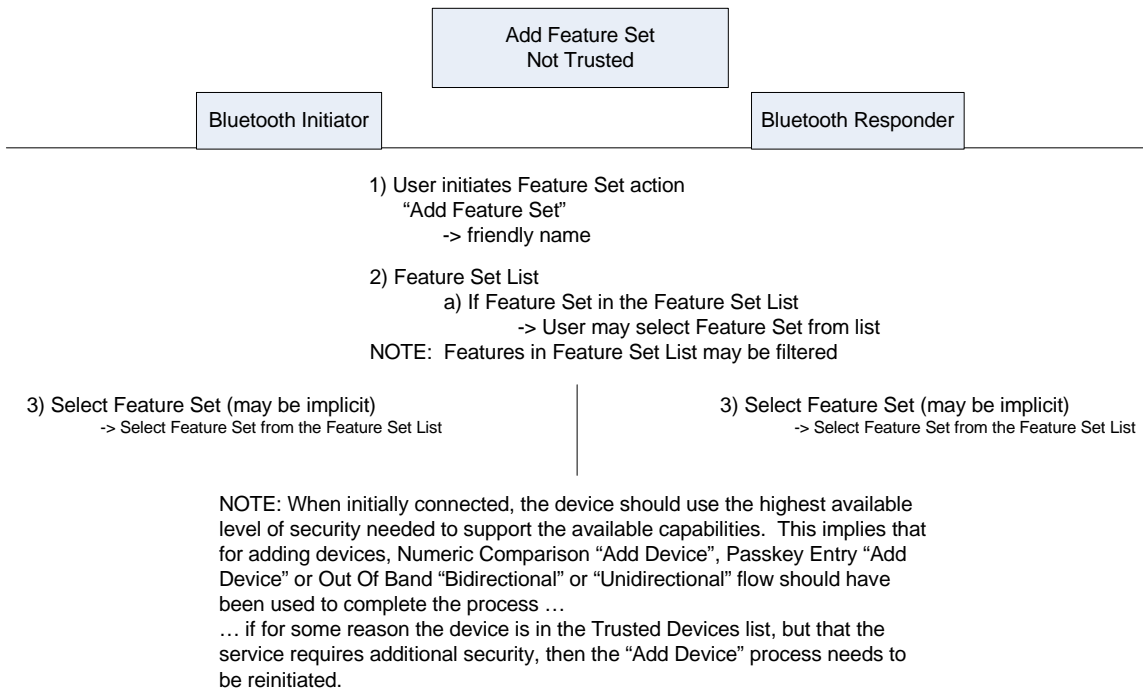 Add Feature Set
Not Trusted
Bluetooth Initiator
Bluetooth Responder
1) User initiates Feature Set action
“Add Feature Set”
-> friendly name
2) Feature Set List
a) If Feature Set in the Feature Set List
-> User may select Feature Set from list
NOTE:  Features in Feature Set List may be filtered
3) Select Feature Set (may be implicit)
-> Select Feature Set from the Feature Set List
3) Select Feature Set (may be implicit)
-> Select Feature Set from the Feature Set List
NOTE: When initially connected, the device should use the highest available
level of security needed to support the available capabilities.  This implies that
for adding devices, Numeric Comparison “Add Device”, Passkey Entry “Add
Device” or Out Of Band “Bidirectional” or “Unidirectional” flow should have
been used to complete the process …
… if for some reason the device is in the Trusted Devices list, but that the
service requires additional security, then the “Add Device” process needs to
be reinitiated.